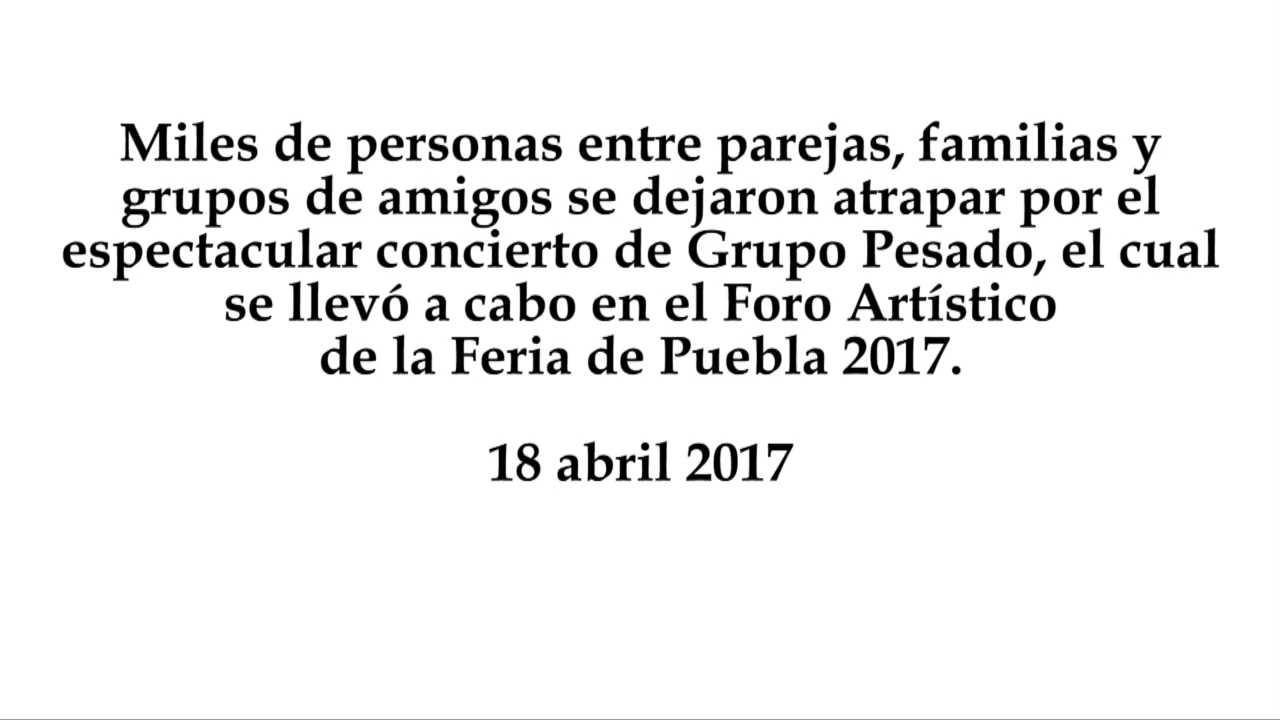 Miles de personas entre parejas, familias y
grupos de amigos se dejaron atrapar por el
espectacular concierto de Grupo Pesado, el cual
se llevó a cabo en el Foro Artístico
de la Feria de Puebla 2017.
18 abril 2017